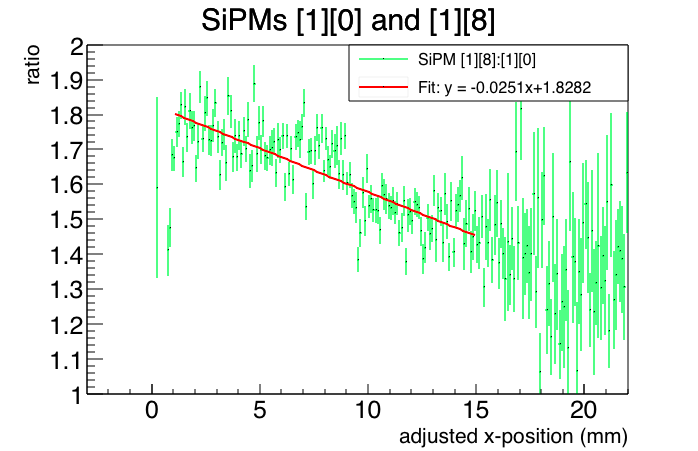 SiPMs [1][0] and [1][8]
ratio
2
1.9
1.8
1.7
1.6
1.5
1.4
1.3
1.2
1.1
1
SiPM [1][8]:[1][0]
Fit: y = -0.0251x+1.8282
0 5 10 15 20
adjusted x-position (mm)